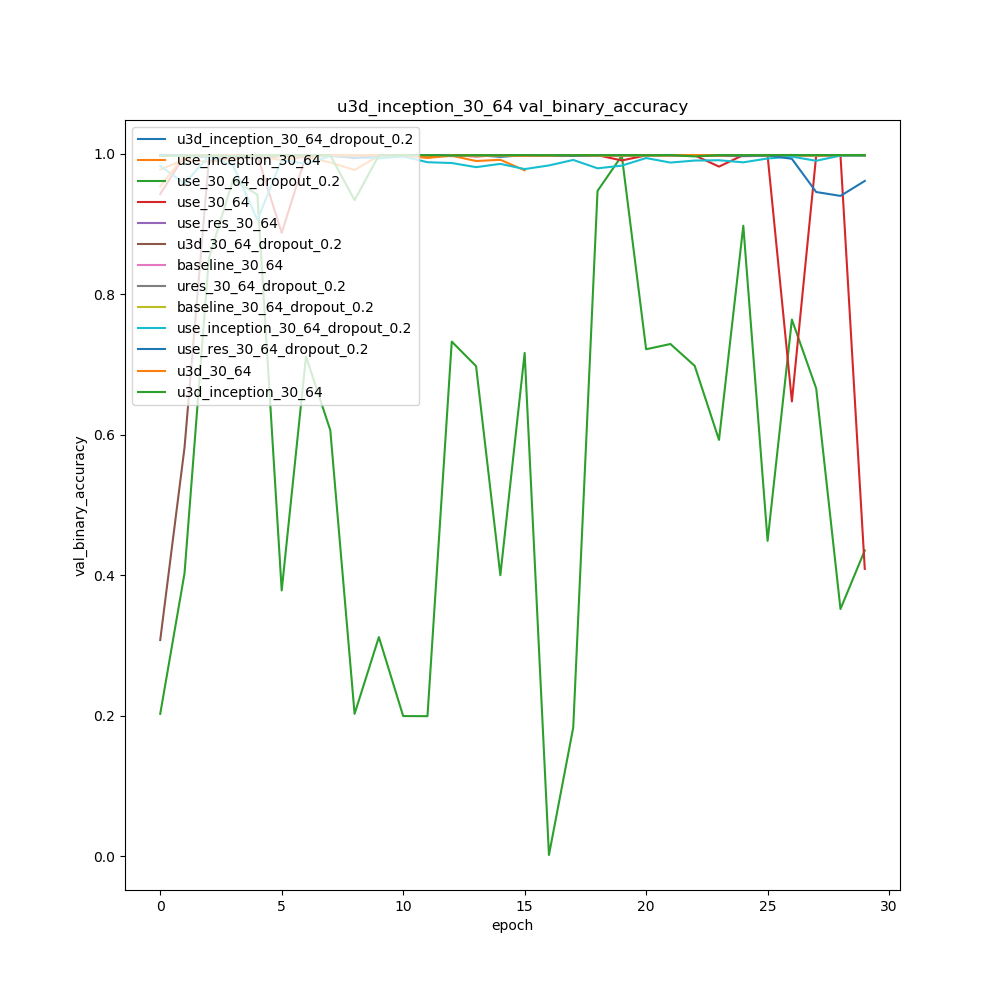 u3d_inception_30_64 val_binary_accuracy
1.0
0.8
0.6
0.4
0.2
0.0
val_binary_accuracy
u3d_inception_30_64_dropout_0.2
use_inception_30_64
use_30_64_dropout_0.2
use_30_64
use_res_30_64
u3d_30_64_dropout_0.2
baseline_30_64
ures_30_64_dropout_0.2
baseline_30_64_dropout_0.2
use_inception_30_64_dropout_0.2
use_res_30_64_dropout_0.2
u3d_30_64
u3d_inception_30_64
0 5 10 15 20 25 30
epoch